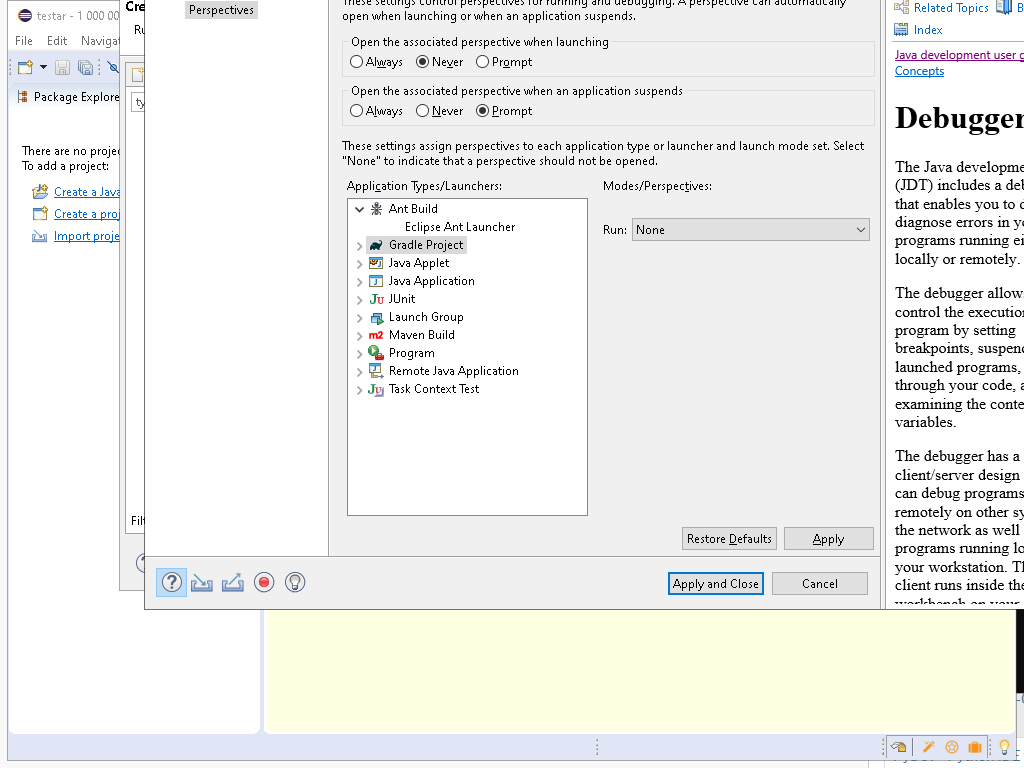 testar - 1 000 00
File Edit Navigat
Package Explore
There are no projec
To add a project:
Create a Java
Create a proj
Import proje
Cre
Ru
ty
Filt
Perspectives
These settings control perspectives for running and debugging. A perspective can automatically
open when launching or when an application suspends.
Open the associated perspective when launching
Always Never Prompt
Open the associated perspective when an application suspends
Always Never Prompt
These settings assign perspectives to each application type or launcher and launch mode set. Select
"None" to indicate that a perspective should not be opened.
Application Types/Launchers:
Modes/Perspectives:
Ant Build
Eclipse Ant Launcher
Gradle Project
Java Applet
Java Application
JUnit
Launch Group
Maven Build
Program
Remote Java Application
Task Context Test
Run: None
Restore Defaults Apply
Apply and Close Cancel
Related Topics B
Index
Java development user g
Concepts
Debugger
The Java developme
(JDT) includes a deb
that enables you to d
diagnose errors in yo
programs running eit
locally or remotely.
The debugger allows
control the execution
program by setting
breakpoints, suspend
launched programs,
through your code, a
examining the conte
variables.
The debugger has a
client/server design
can debug programs
remotely on other sy
the network as well
programs running lo
your workstation. Th
client runs inside the
workbench on your